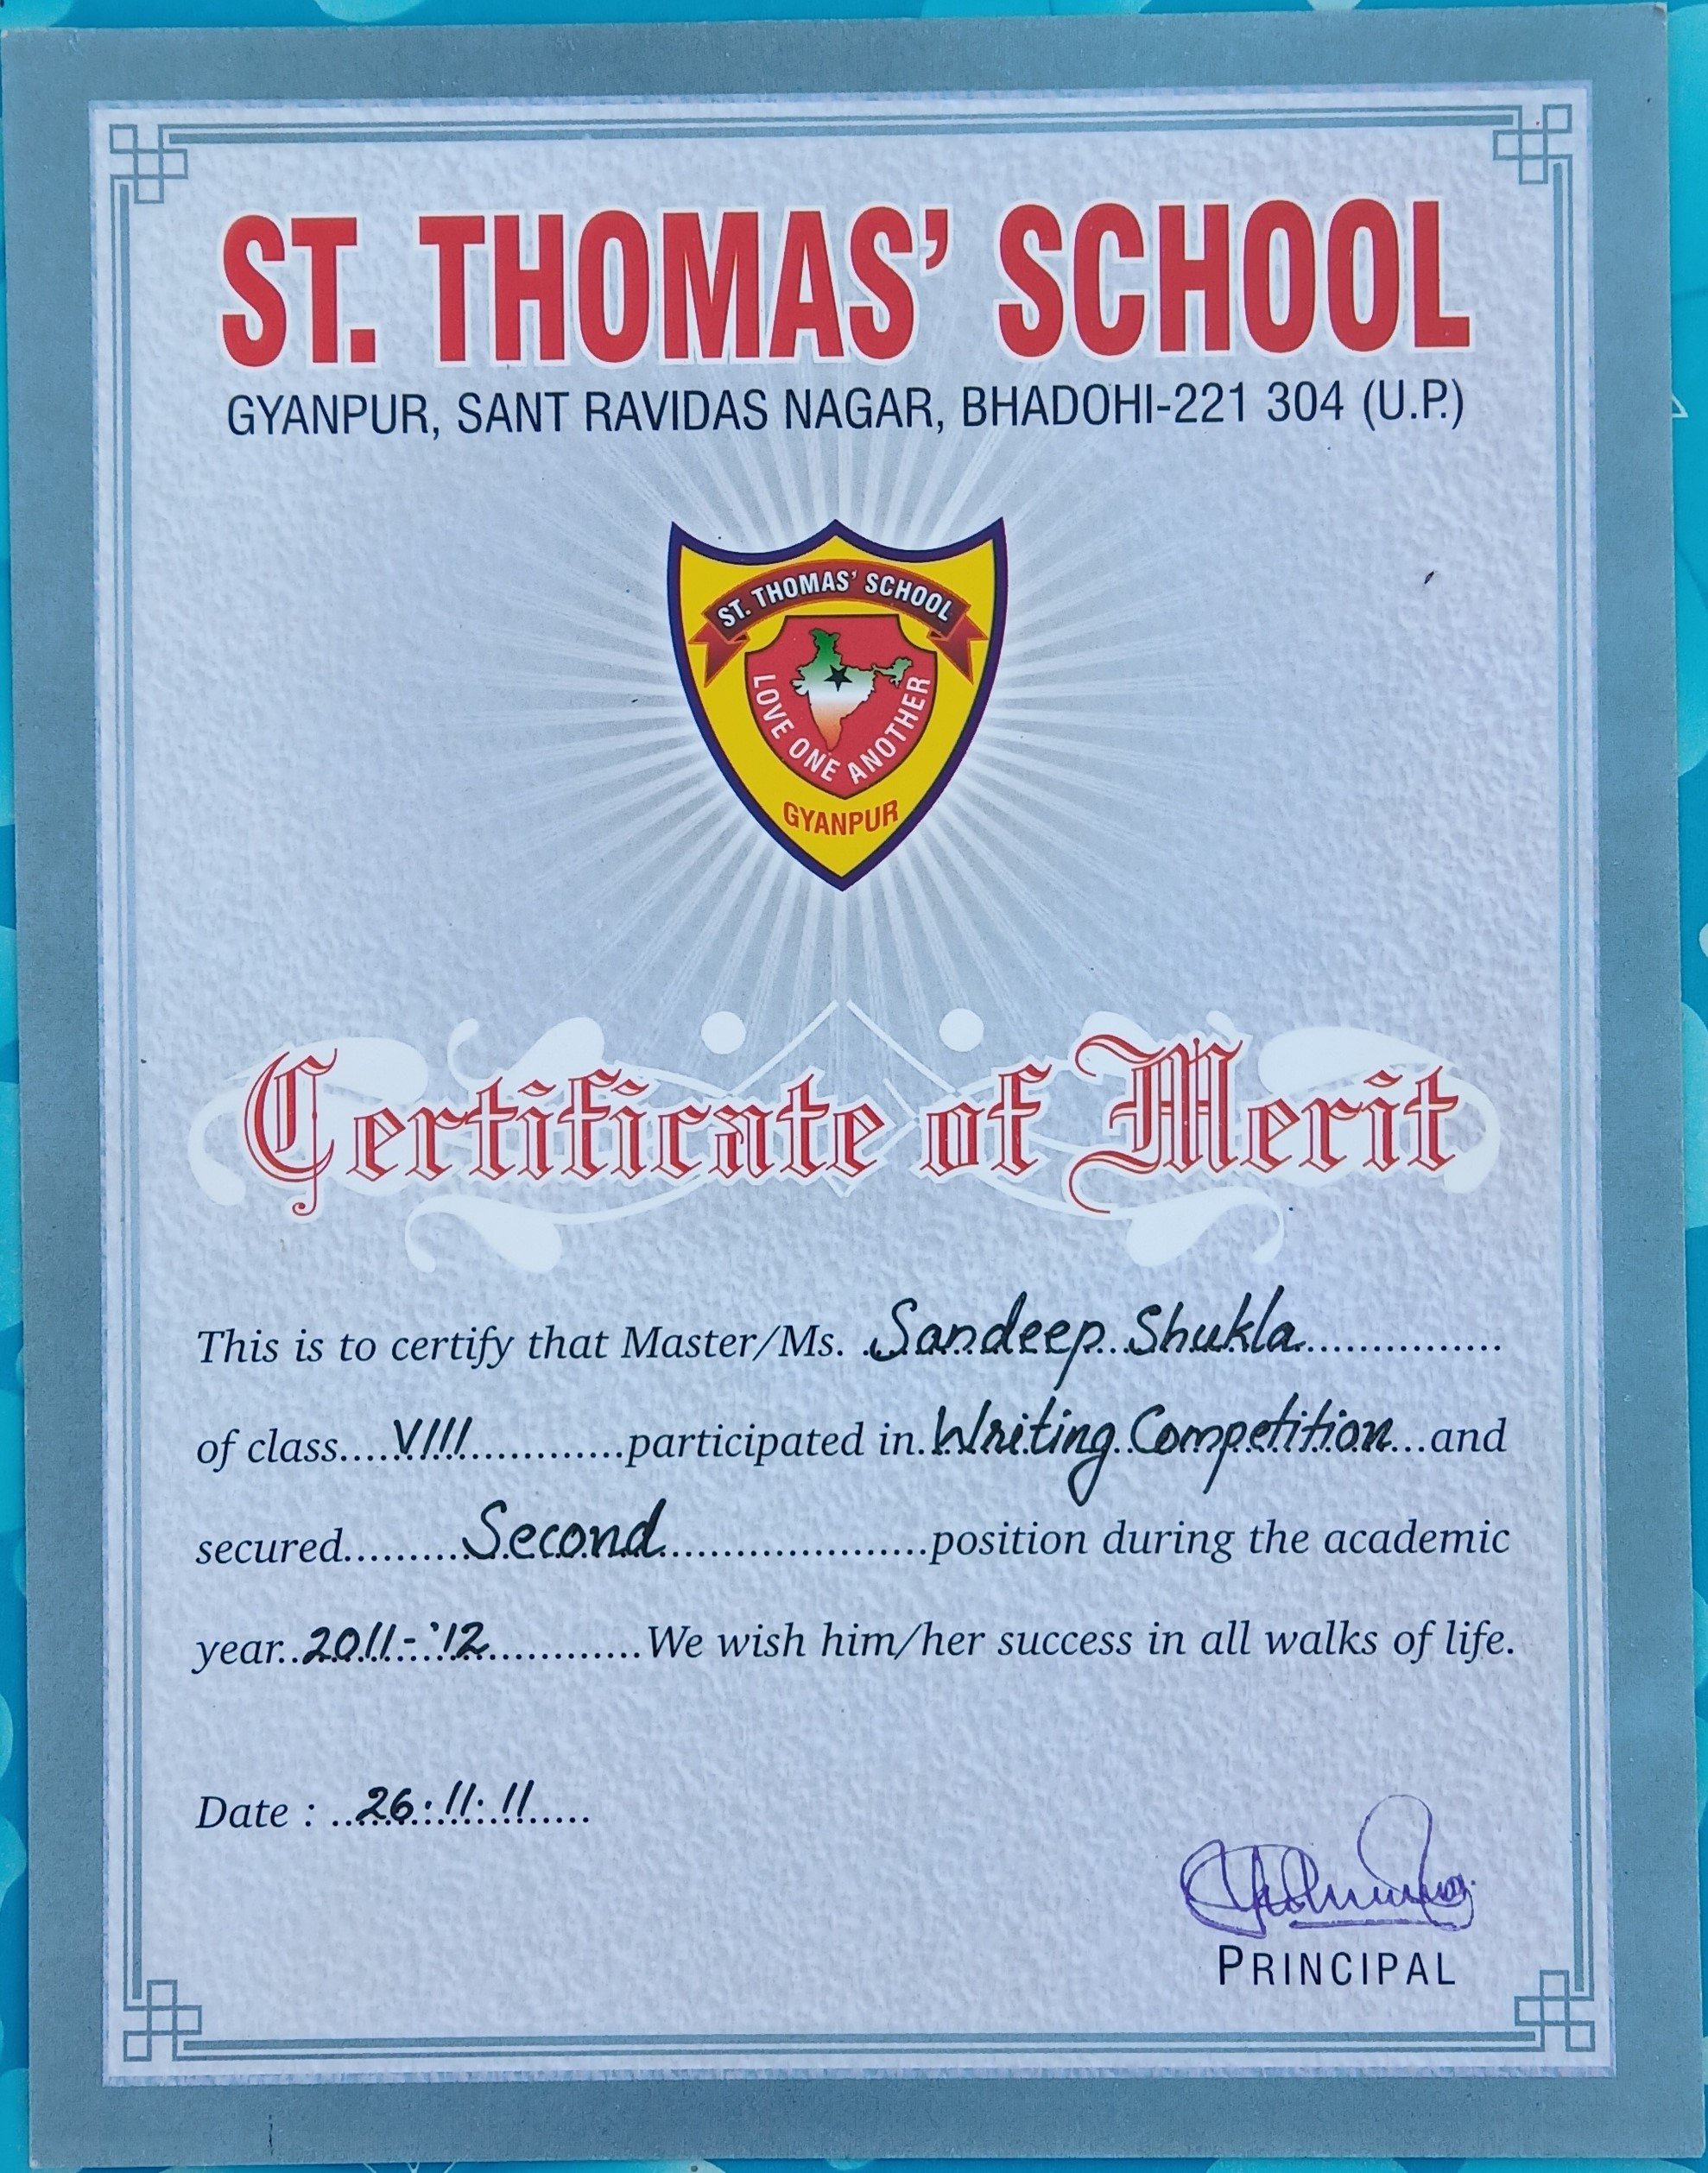 ST. THOMAS' SCHOOL
GYANPUR, SANT RAVIDAS NAGAR, BHADOHI-221 304 (U.P.)
ST. THOMAS' SCHOOL
LOVE ONE ANOTHER
GYANPUR
Certificate of Merit
This is to certify that Master/Ms. Sandeep Shukla
of class....VIII............participated in.Writing Competition...and
secured.........Second......................position during the academic
year..2011-'12............We wish him/her success in all walks of life.
Date : ..26.11.11.....
PRINCIPAL